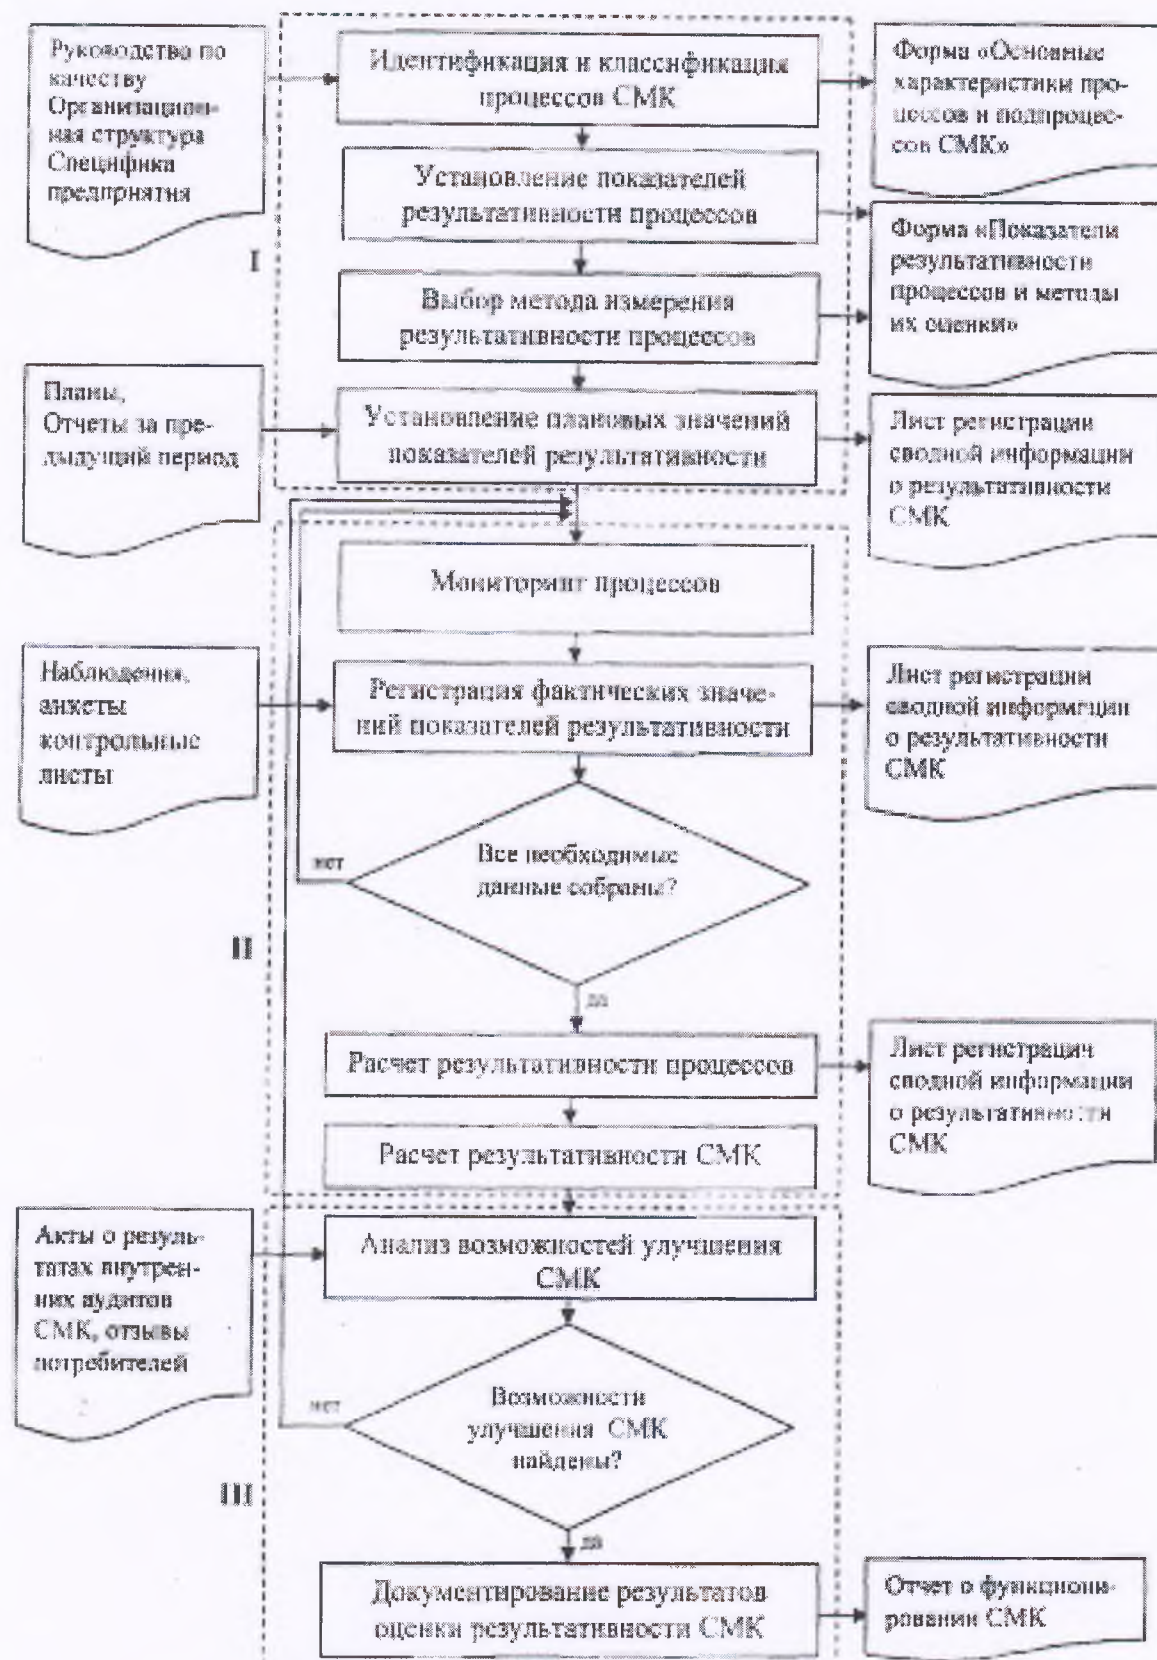 Руководство по
качеству
Организацион-
ная структура
Специфика
предприятия
Идентификация и классификация
процессов СМК
Форма «Основные
характеристики про-
цессов и подпроцес-
сов СМК»
Установление показателей
результативности процессов
I
Выбор метода измерения
результативности процессов
Форма «Показатели
результативности
процессов и методы
их оценки»
Планы,
Отчеты за пре-
дыдущий период
Установление плановых значений
показателей результативности
Лист регистрации
сводной информации
о результативности
СМК
Мониторинг процессов
Наблюдения,
анкеты
контрольные
листы
Регистрация фактических значе-
ний показателей результативности
Лист регистрации
сводной информации
о результативности
СМК
нет
Все необходимые
данные собраны?
II
да
Расчет результативности процессов
Лист регистрации
сводной информации
о результативности
СМК
Расчет результативности СМК
Акты о резуль-
татах внутрен-
них аудитов
СМК, отзывы
потребителей
Анализ возможностей улучшения
СМК
нет
Возможности
улучшения СМК
найдены?
III
да
Документирование результатов
оценки результативности СМК
Отчет о функциони-
ровании СМК